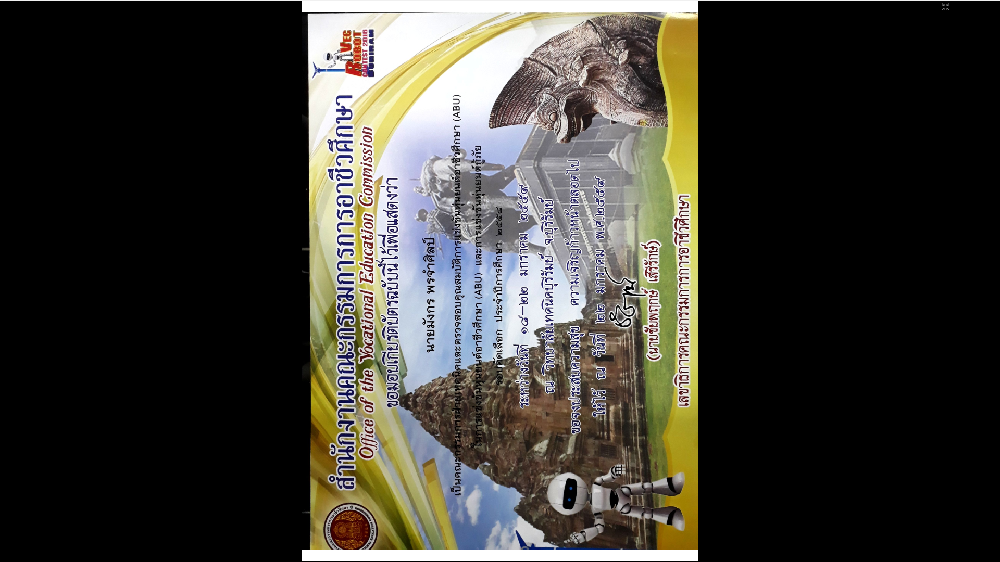 VEC
ROBOT
CONTEST 2016
BURIRAM
สำนักงานคณะกรรมการการอาชีวศึกษา
Office of the Vocational Education Commission
ขอมอบเกียรติบัตรฉบับนี้ไว้เพื่อแสดงว่า
นายมังกร พรจำศิลป์
เป็นคณะกรรมการฝ่ายเทคนิคและตรวจสอบคุณสมบัติการแข่งขันหุ่นยนต์อาชีวศึกษา (ABU)
ในการแข่งขันหุ่นยนต์อาชีวศึกษา (ABU) และการแข่งขันหุ่นยนต์กู้ภัย
รอบคัดเลือก ประจำปีการศึกษา ๒๕๕๘
ระหว่างวันที่ ๑๘-๒๒ มกราคม ๒๕๕๙
ณ วิทยาลัยเทคนิคบุรีรัมย์ จ.บุรีรัมย์
ขอจงประสบความสุข ความเจริญก้าวหน้าตลอดไป
ให้ไว้ ณ วันที่ ๒๒ มกราคม พ.ศ.๒๕๕๙
(นายชัยพฤกษ์ เสรีรักษ์)
เลขาธิการคณะกรรมการการอาชีวศึกษา